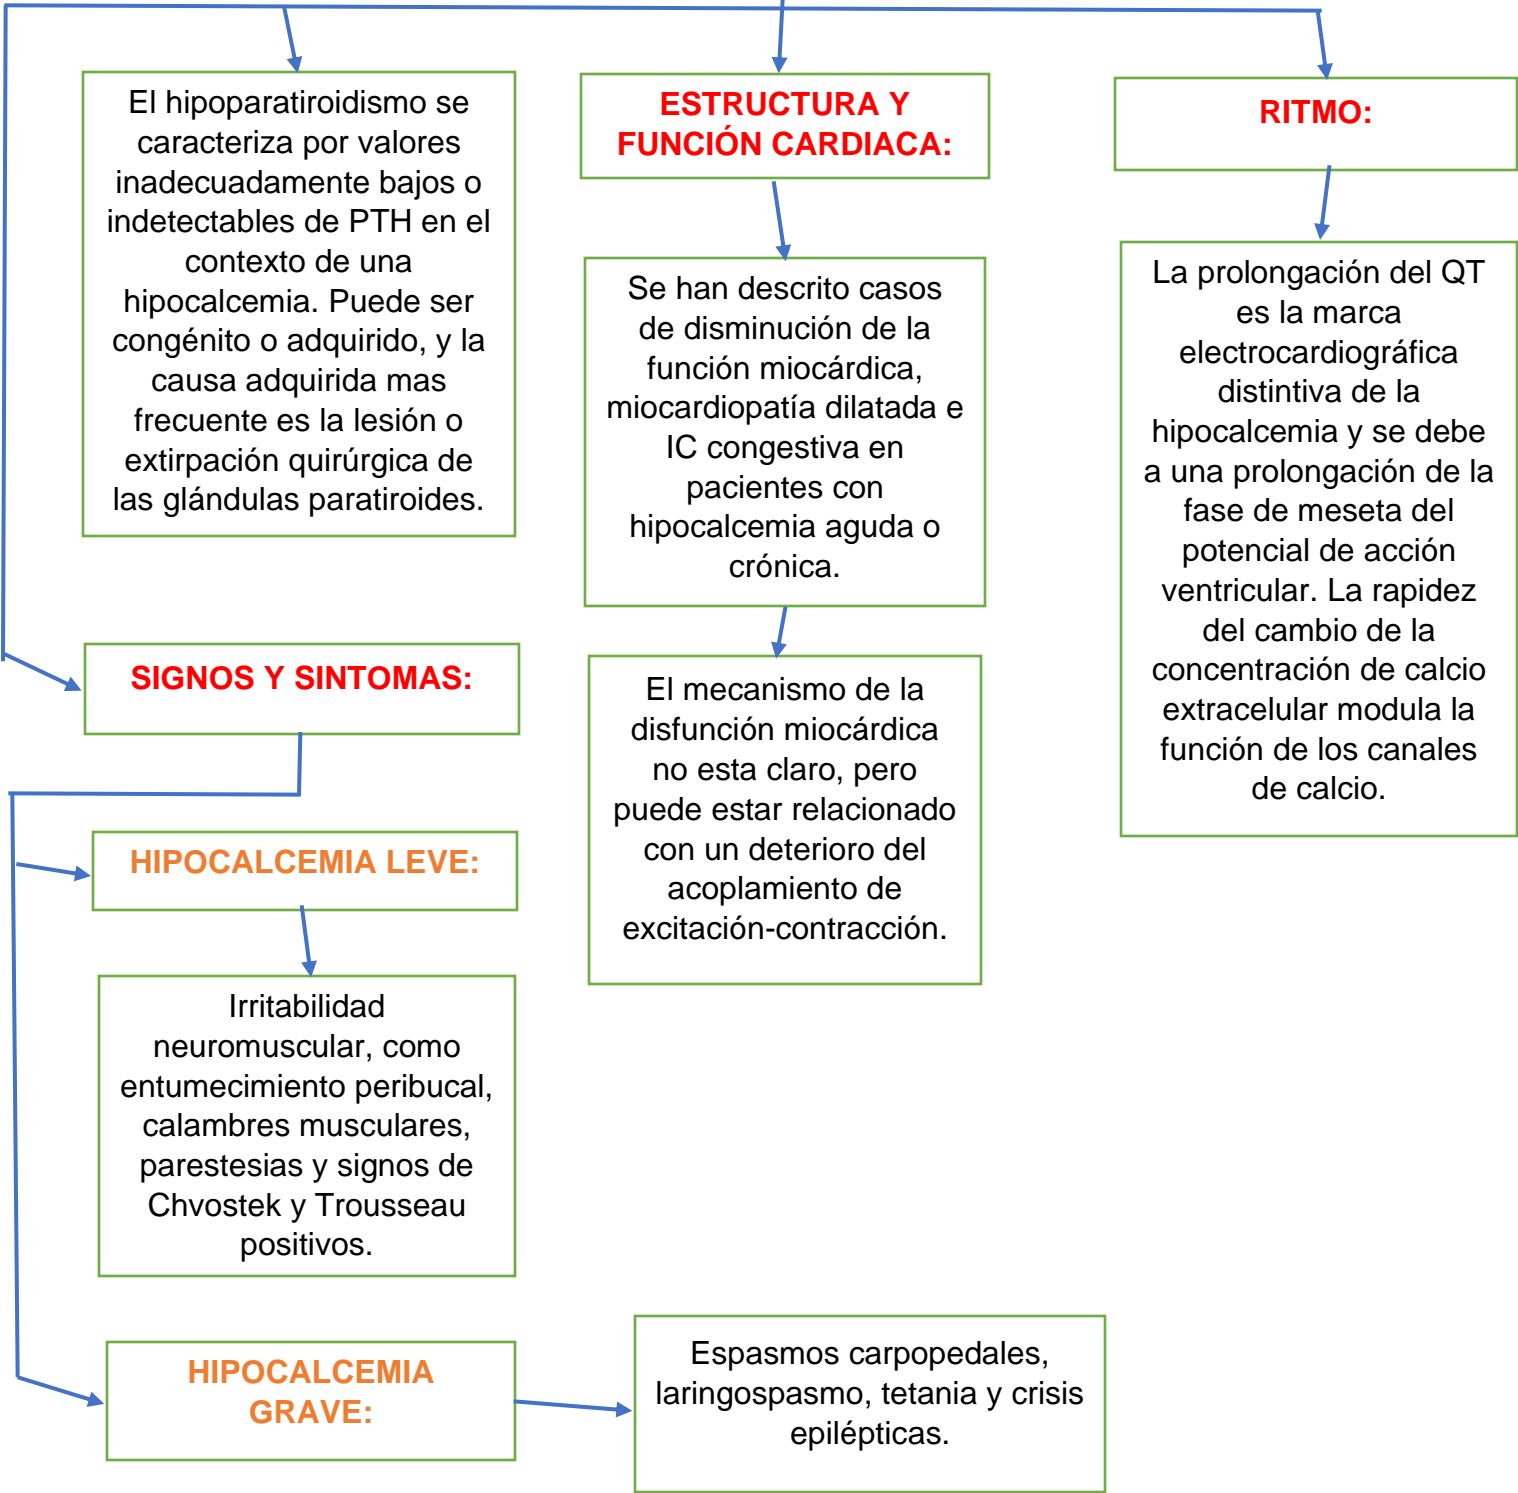 El hipoparatiroidismo se
caracteriza por valores
inadecuadamente bajos o
indetectables de PTH en el
contexto de una
hipocalcemia. Puede ser
congénito o adquirido, y la
causa adquirida mas
frecuente es la lesión o
extirpación quirúrgica de
las glándulas paratiroides.
SIGNOS Y SINTOMAS:
HIPOCALCEMIA LEVE:
Irritabilidad
neuromuscular, como
entumecimiento peribucal,
calambres musculares,
parestesias y signos de
Chvostek y Trousseau
positivos.
HIPOCALCEMIA
GRAVE:
Espasmos carpopedales,
laringospasmo, tetania y crisis
epilépticas.
ESTRUCTURA Y
FUNCIÓN CARDIACA:
Se han descrito casos
de disminución de la
función miocárdica,
miocardiopatía dilatada e
IC congestiva en
pacientes con
hipocalcemia aguda o
crónica.
El mecanismo de la
disfunción miocárdica
no esta claro, pero
puede estar relacionado
con un deterioro del
acoplamiento de
excitación-contracción.
RITMO:
La prolongación del QT
es la marca
electrocardiográfica
distintiva de la
hipocalcemia y se debe
a una prolongación de la
fase de meseta del
potencial de acción
ventricular. La rapidez
del cambio de la
concentración de calcio
extracelular modula la
función de los canales
de calcio.